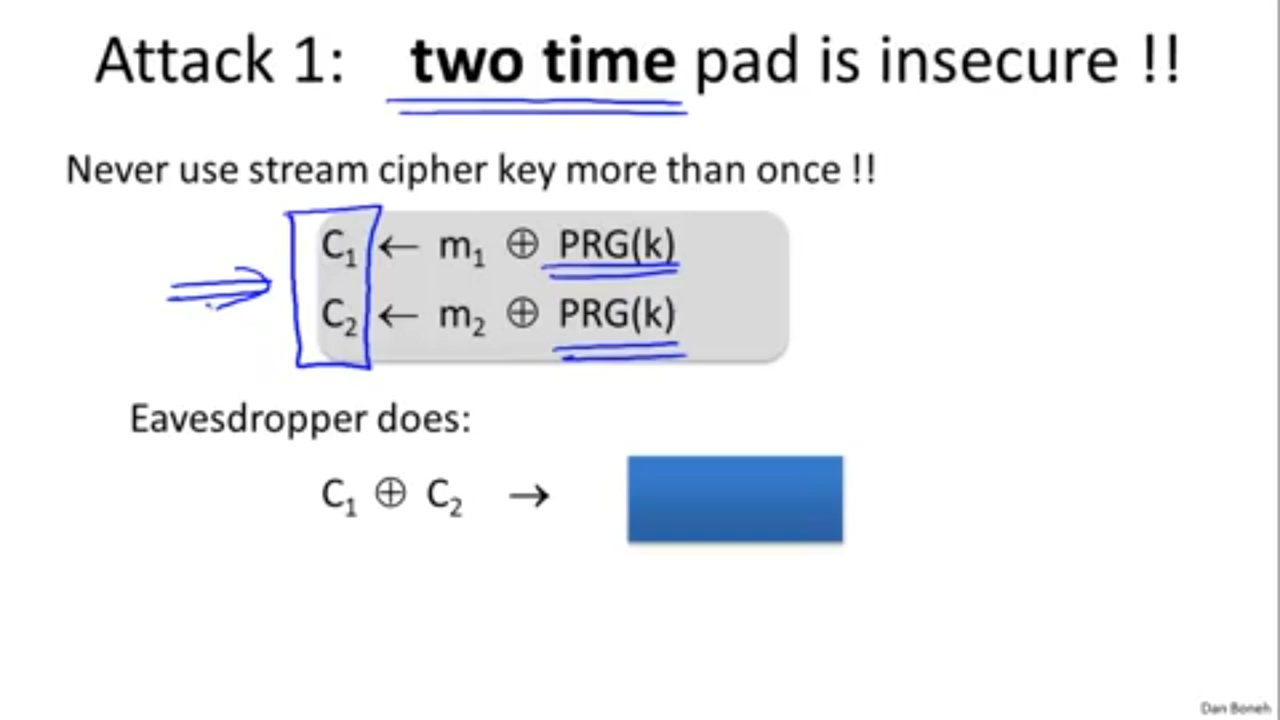 Attack 1: two time pad is insecure !!
Never use stream cipher key more than once !!
C₁ ← m₁ ⊕ PRG(k)
C₂ ← m₂ ⊕ PRG(k)
Eavesdropper does:
C₁ ⊕ C₂ →
Dan Boneh